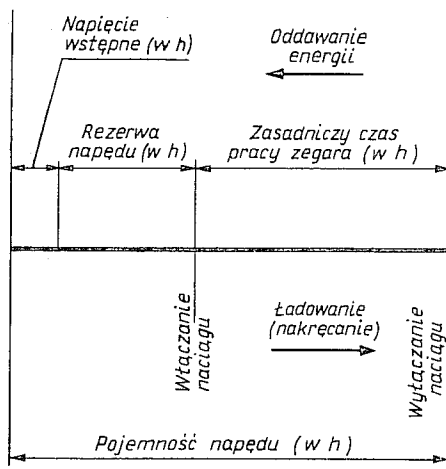 Napięcie
wstępne (w h)
Oddawanie
energii
Rezerwa
napędu (w h)
Zasadniczy czas
pracy zegara (w h)
Włączanie
naciągu
Ładowanie
(nakręcanie)
Wyłączanie
naciągu
Pojemność napędu (w h)